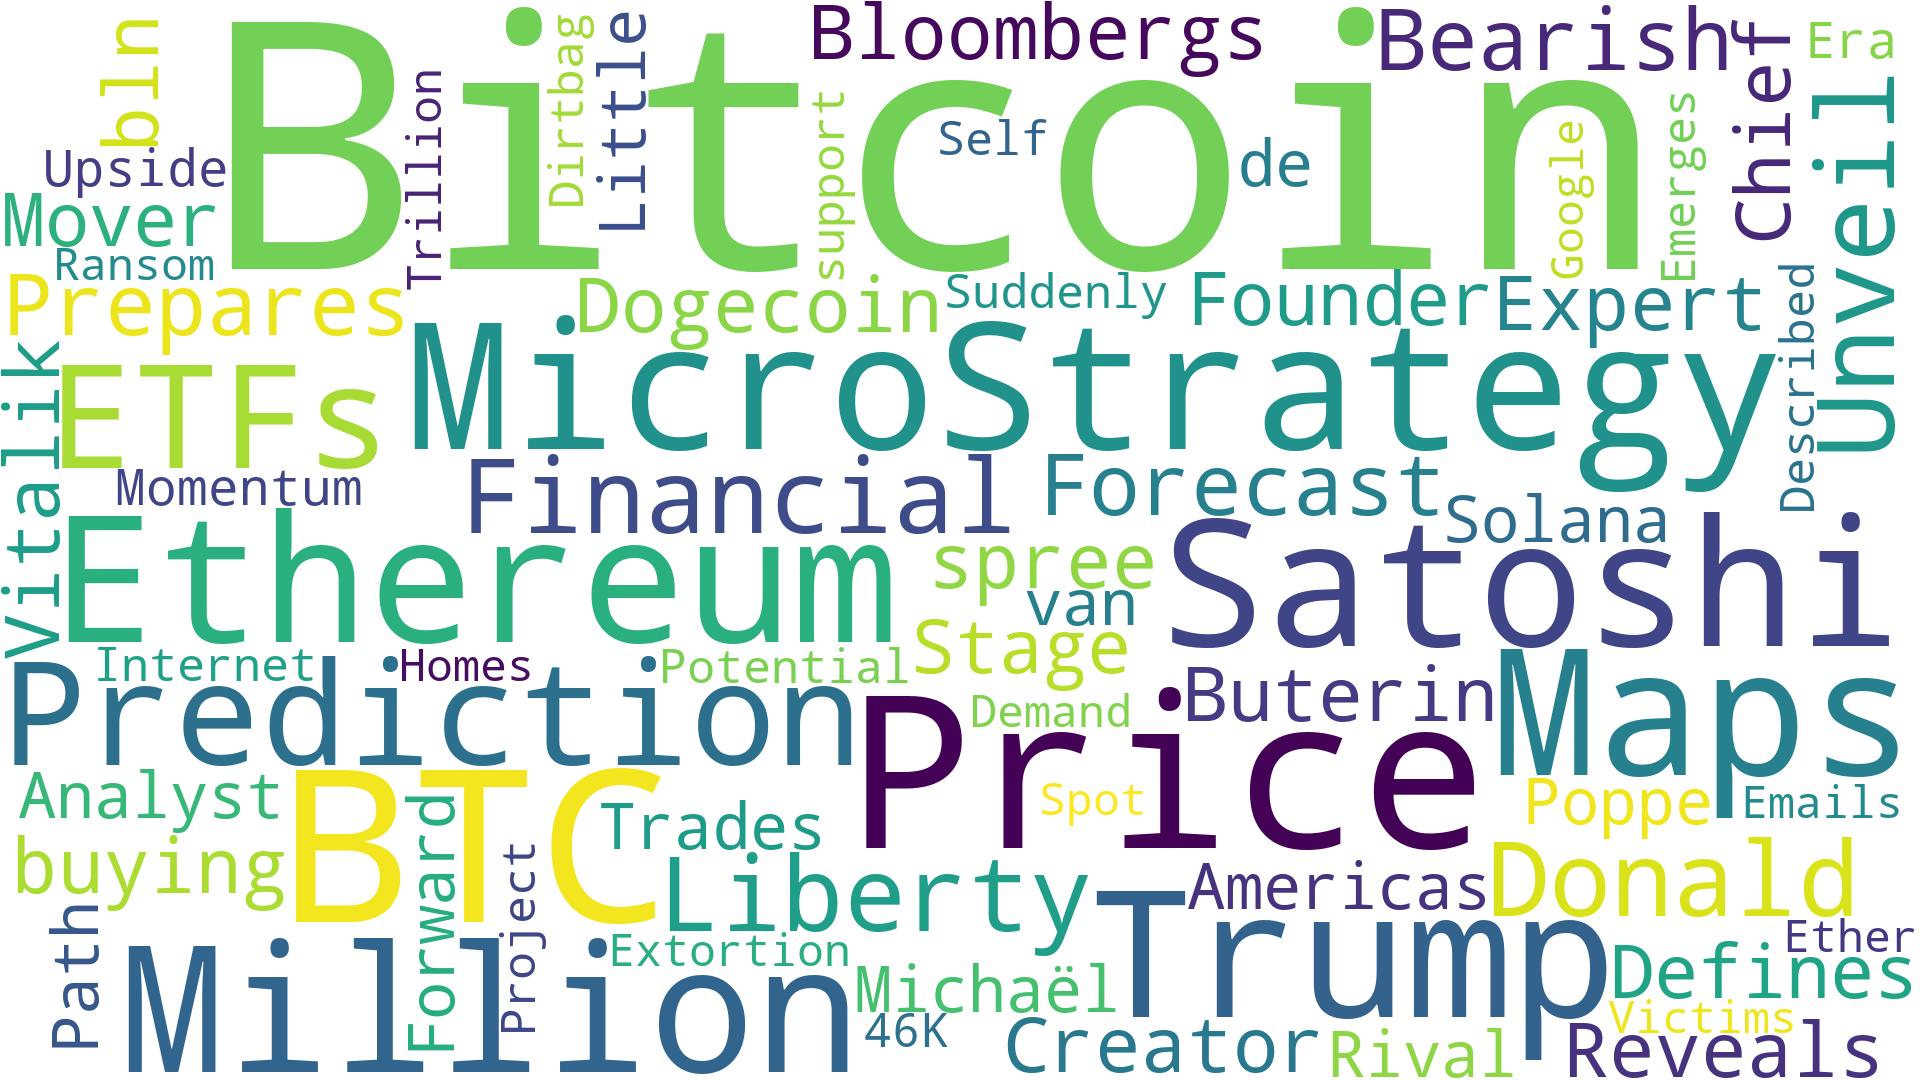 Bitcoin
Bloombergs
Bearish
Era
bln
Little
Dirtbag
Trillion
support
Self
de
Google
Emerges
Chief
Unveil
Upside
Mover
Ransom
Prepares
Dogecoin
Suddenly
Founder
Expert
Described
Vitalik
ETFs
MicroStrategy
Momentum
Financial
Forecast
Solana
Ethereum
spree
van
Satoshi
Stage
Internet
Homes
Potential
Prediction
Demand
Price
Buterin
Maps
Analyst
BTC
Forward
Trades
Spot
Poppe
Emails
buying
Project
Liberty
Americas
Donald
Path
Million
Extortion
Trump
Ether
Defines
Michaël
46K
Creator
Rival
Victims
Reveals